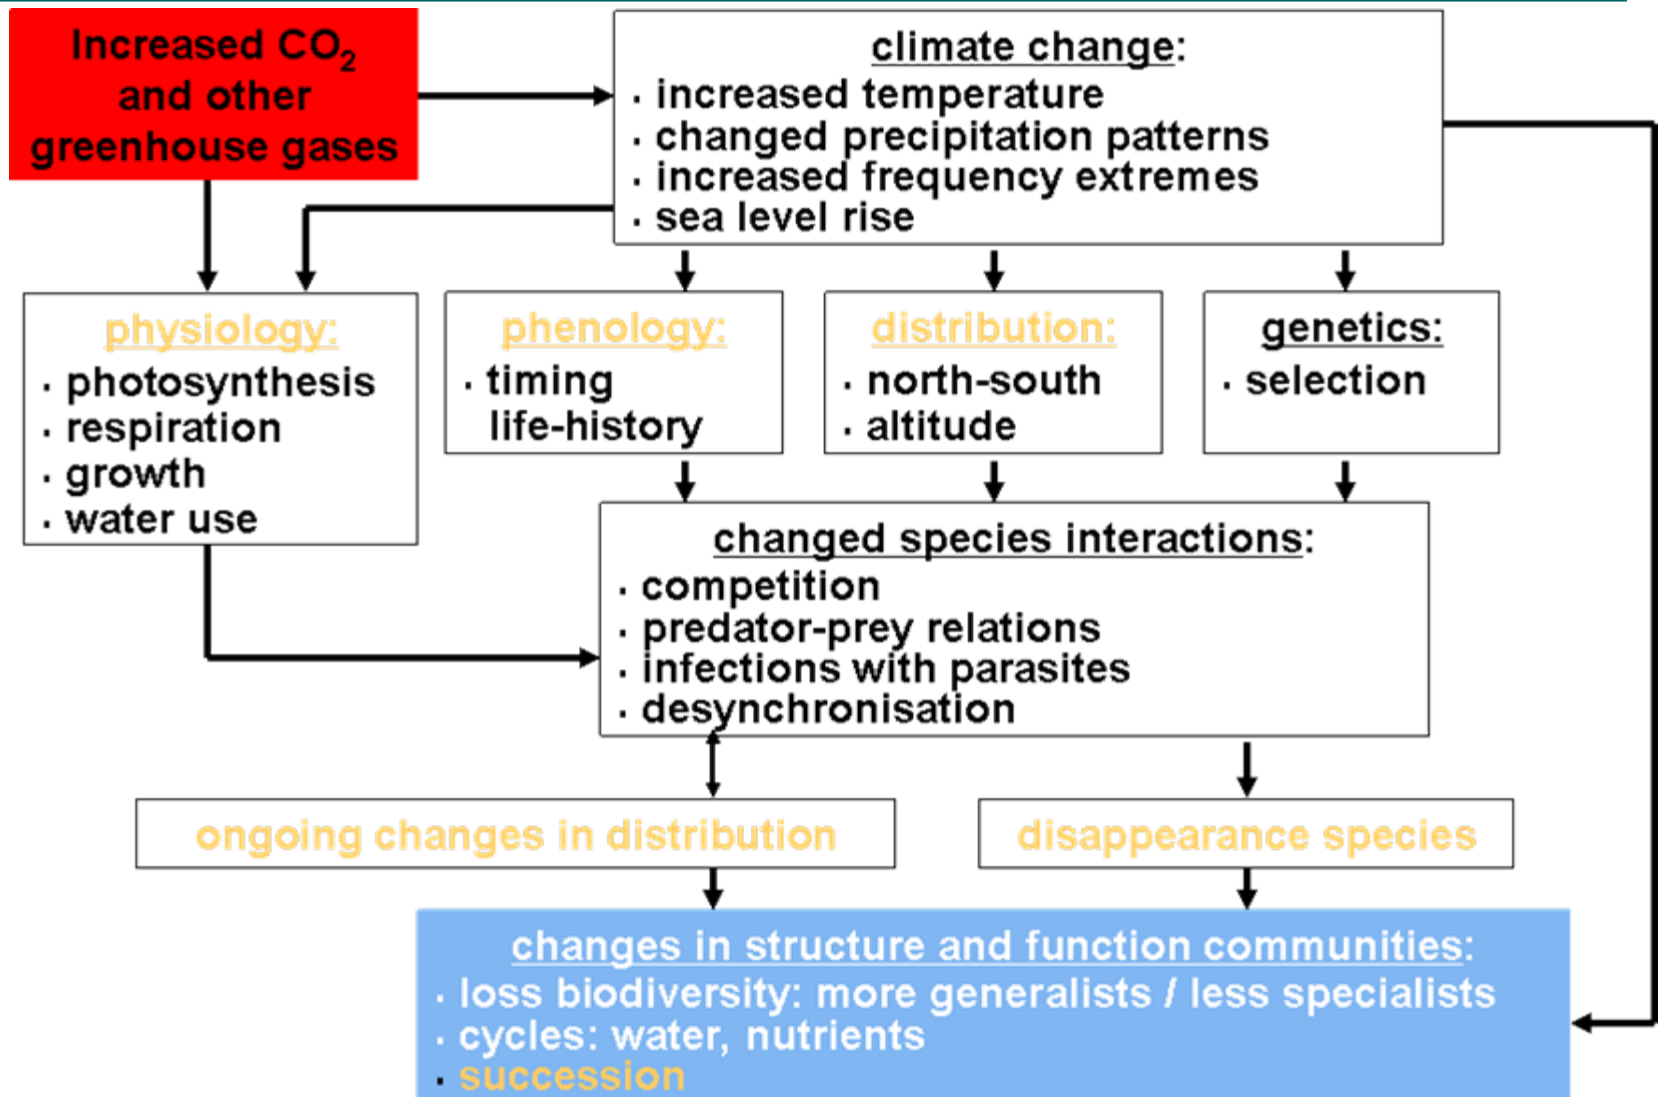 Increased CO₂
and other
greenhouse gases
climate change:
· increased temperature
· changed precipitation patterns
· increased frequency extremes
· sea level rise
physiology:
· photosynthesis
· respiration
· growth
· water use
phenology:
· timing
life-history
distribution:
· north-south
· altitude
genetics:
· selection
changed species interactions:
· competition
· predator-prey relations
· infections with parasites
· desynchronisation
ongoing changes in distribution
disappearance species
changes in structure and function communities:
· loss biodiversity: more generalists / less specialists
· cycles: water, nutrients
· succession